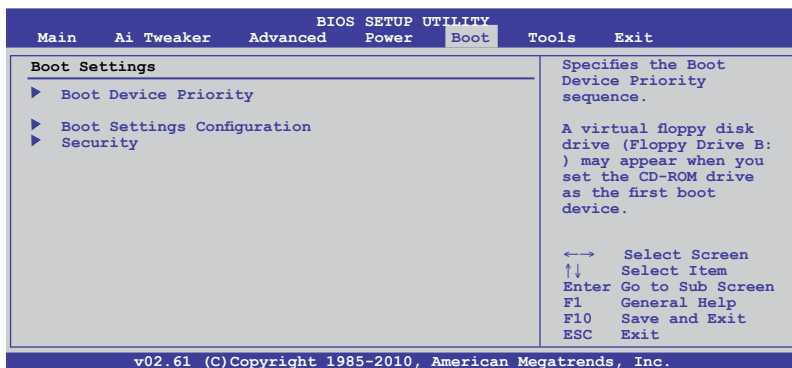 BIOS SETUP UTILITY
Main Ai Tweaker Advanced Power Boot Tools Exit
Boot Settings
Boot Device Priority
Boot Settings Configuration
Security
Specifies the Boot
Device Priority
sequence.
A virtual floppy disk
drive (Floppy Drive B:
) may appear when you
set the CD-ROM drive
as the first boot
device.
←→ Select Screen
↑↓ Select Item
Enter Go to Sub Screen
F1 General Help
F10 Save and Exit
ESC Exit
v02.61 (C)Copyright 1985-2010, American Megatrends, Inc.